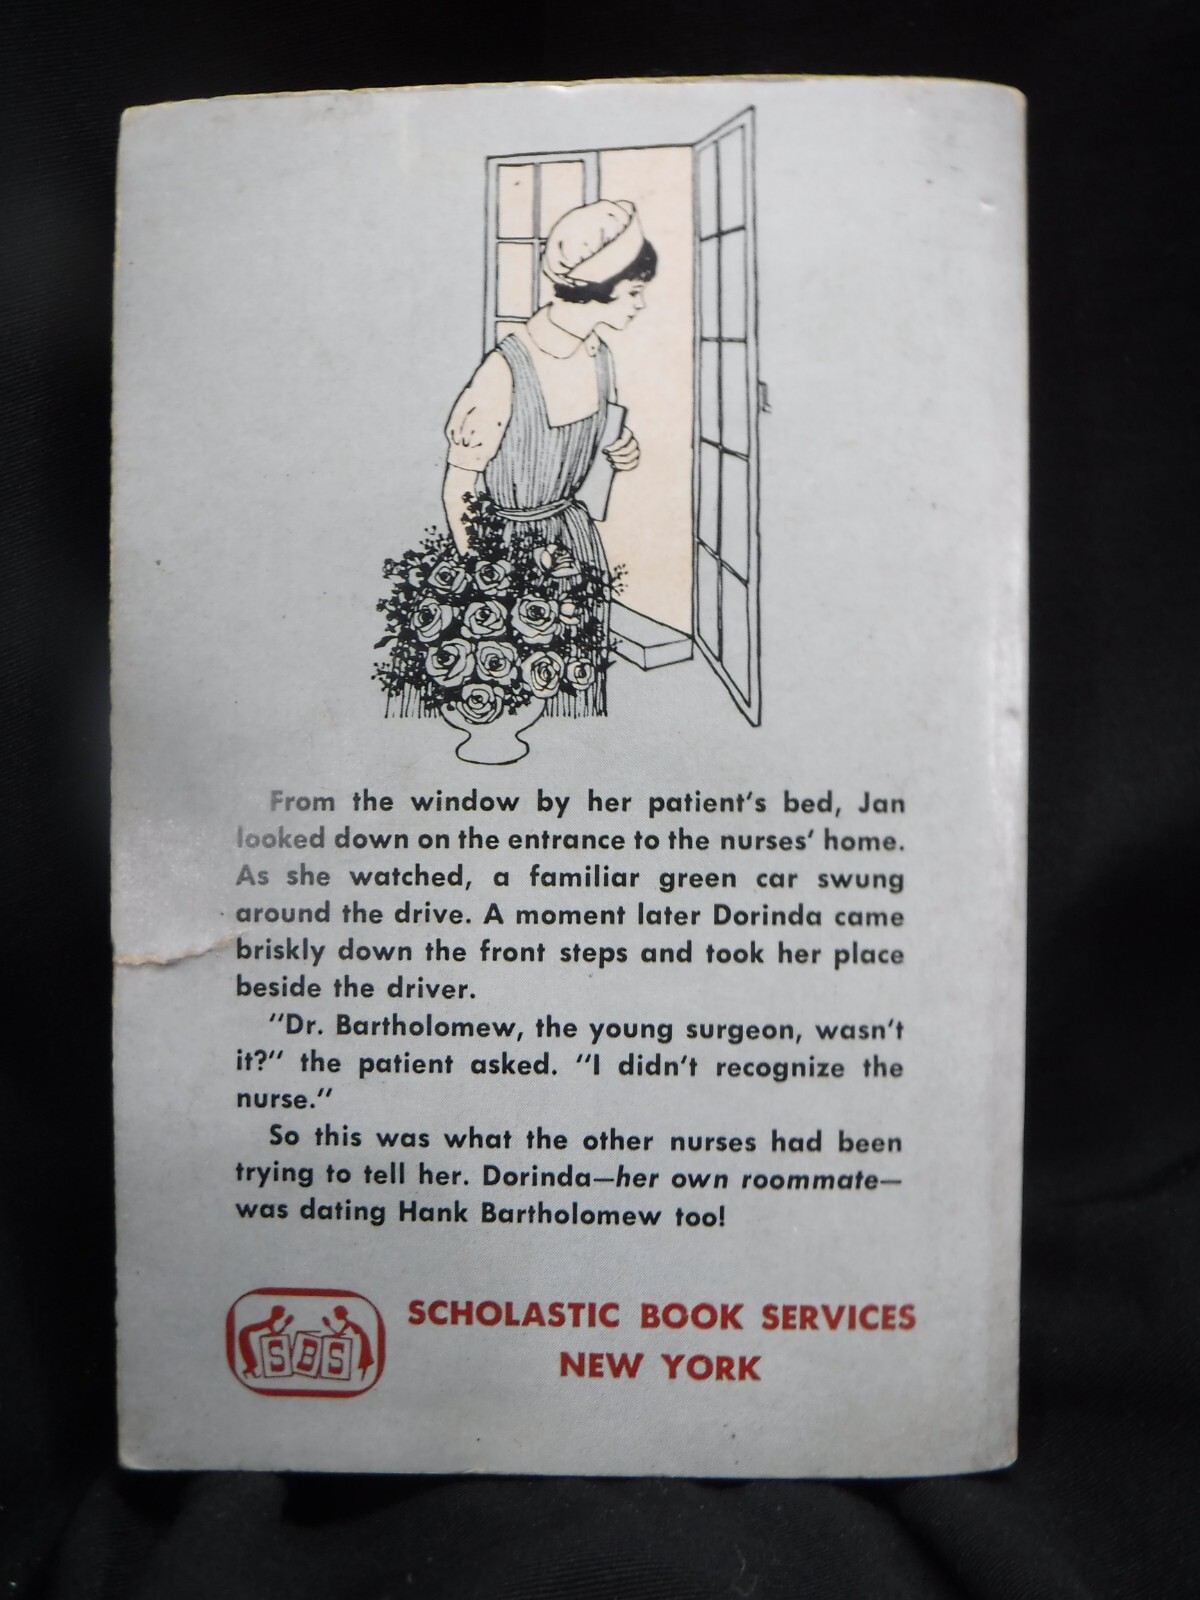 From the window by her patient's bed, Jan
looked down on the entrance to the nurses' home.
As she watched, a familiar green car swung
around the drive. A moment later Dorinda came
briskly down the front steps and took her place
beside the driver.
"Dr. Bartholomew, the young surgeon, wasn't
it?" the patient asked. "I didn't recognize the
nurse."
So this was what the other nurses had been
trying to tell her. Dorinda—her own roommate—
was dating Hank Bartholomew too!
SBS
SCHOLASTIC BOOK SERVICES
NEW YORK